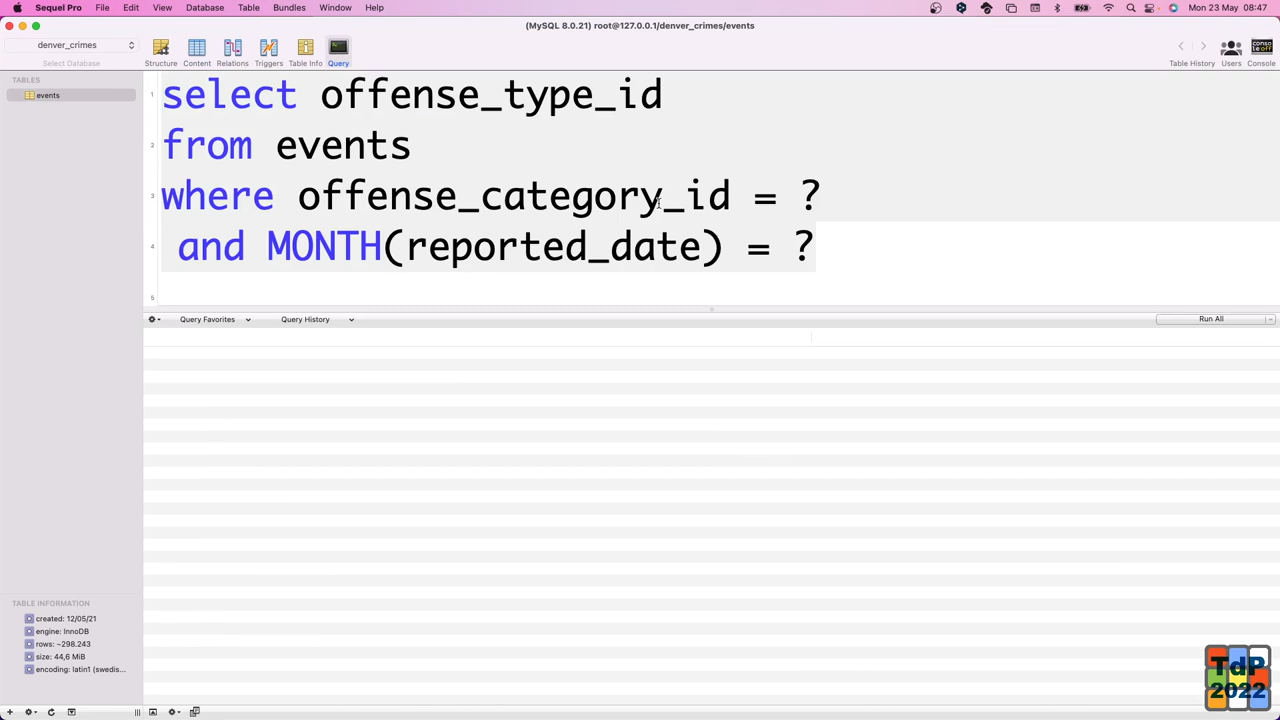 Sequel Pro File Edit View Database Table Bundles Window Help Mon 23 May 08:47
(MySQL 8.0.21) root@127.0.0.1/denver_crimes/events
denver_crimes
Select Database
Structure Content Relations Triggers Table Info Query Table History Users Console
console off
TABLES
events
1 select offense_type_id
2 from events
3 where offense_category_id = ?
4 and MONTH(reported_date) = ?
5
Query Favorites Query History Run All
TABLE INFORMATION
created: 12/05/21
engine: InnoDB
rows: ~298.243
size: 44,6 MiB
encoding: latin1 (swedis...
TdP
2022